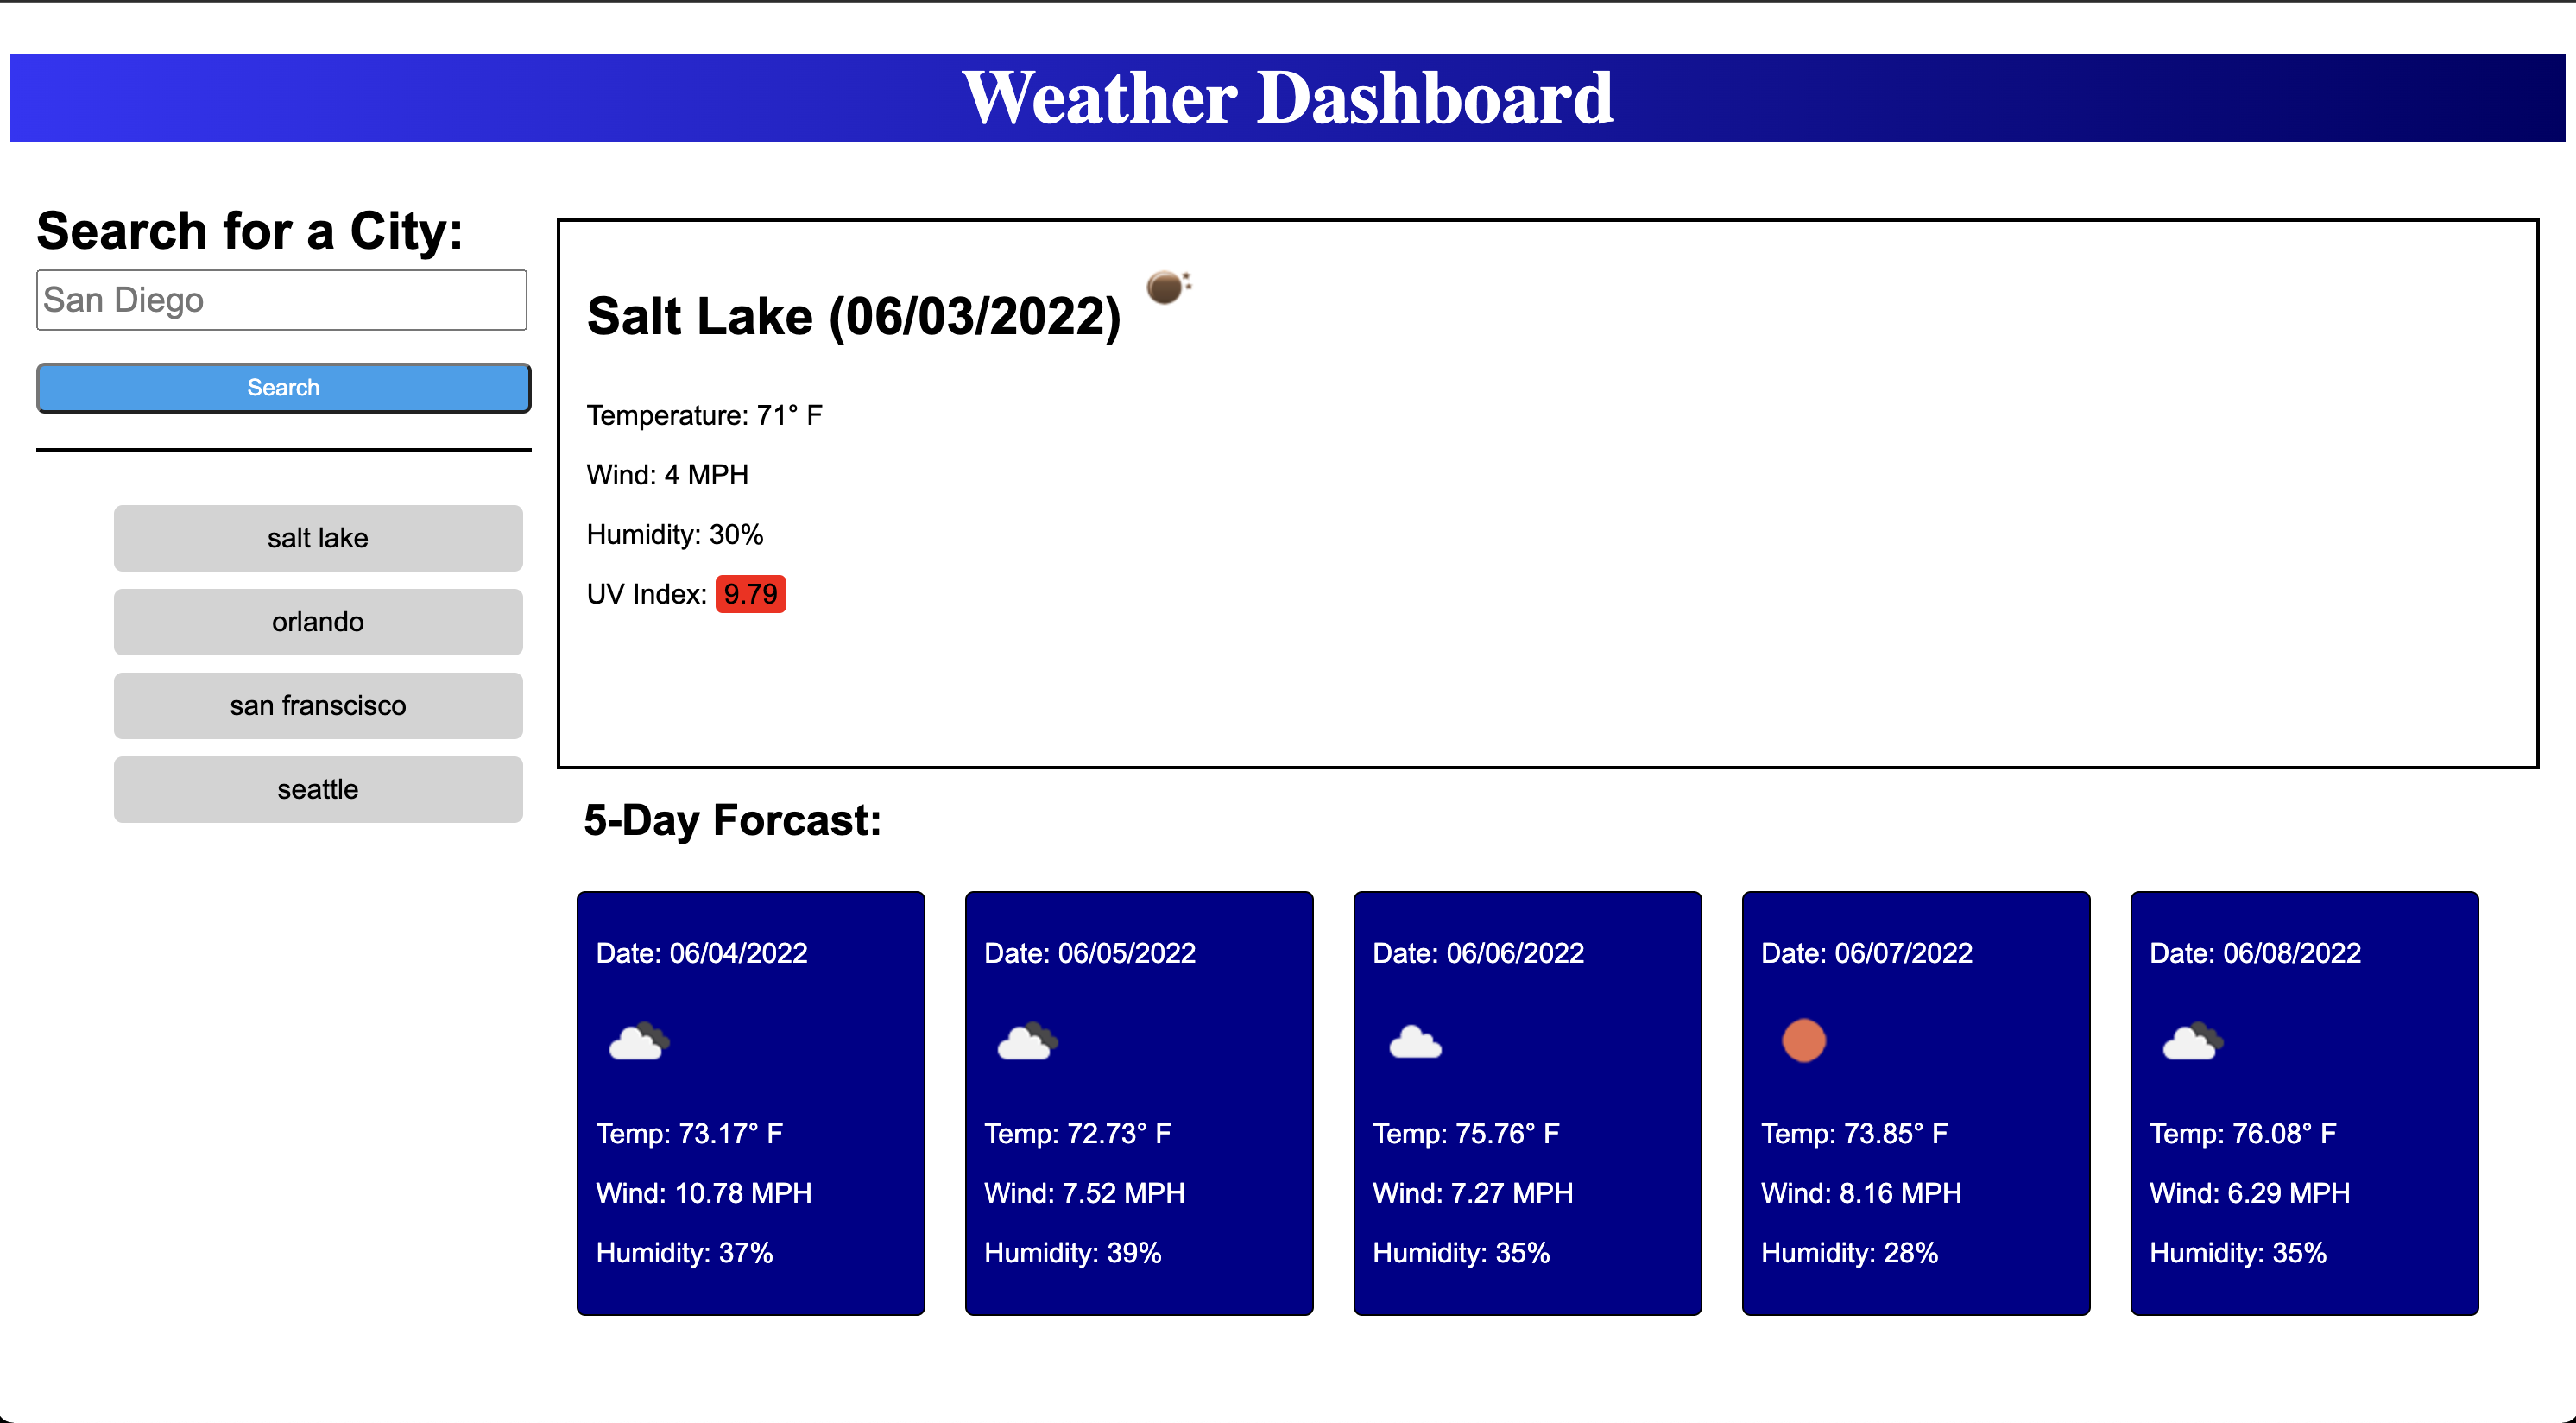 Weather Dashboard
Search for a City:
San Diego
Search
salt lake
orlando
san franscisco
seattle
Salt Lake (06/03/2022)
Temperature: 71° F
Wind: 4 MPH
Humidity: 30%
UV Index: 9.79
5-Day Forcast:
Date: 06/04/2022
Temp: 73.17° F
Wind: 10.78 MPH
Humidity: 37%
Date: 06/05/2022
Temp: 72.73° F
Wind: 7.52 MPH
Humidity: 39%
Date: 06/06/2022
Temp: 75.76° F
Wind: 7.27 MPH
Humidity: 35%
Date: 06/07/2022
Temp: 73.85° F
Wind: 8.16 MPH
Humidity: 28%
Date: 06/08/2022
Temp: 76.08° F
Wind: 6.29 MPH
Humidity: 35%